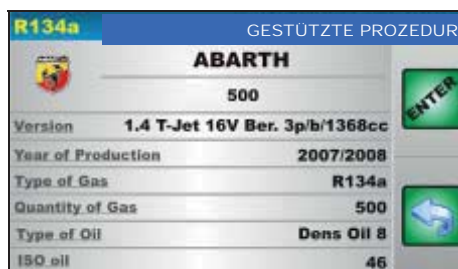 R134a GESTÜTZTE PROZEDUR
ABARTH
500
Version 1.4 T-Jet 16V Ber. 3p/b/1368cc
Year of Production 2007/2008
Type of Gas R134a
Quantity of Gas 500
Type of Oil Dens Oil 8
ISO oil 46
ENTER